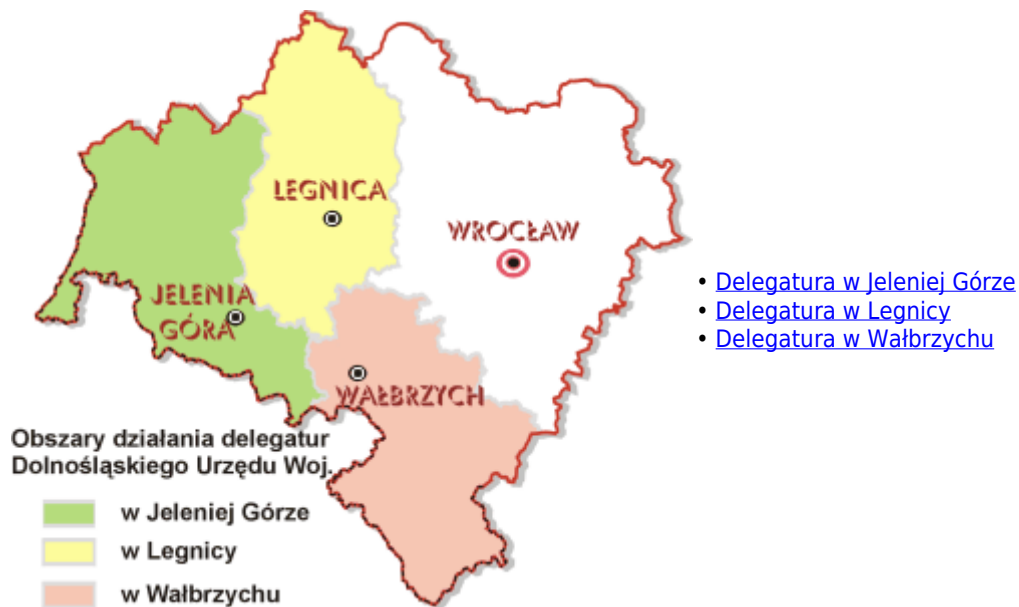 LEGNICA
WROCŁAW
JELENIA
GÓRA
WAŁBRZYCH
Obszary działania delegatur
Dolnośląskiego Urzędu Woj.
w Jeleniej Górze
w Legnicy
w Wałbrzychu
• Delegatura w Jeleniej Górze
• Delegatura w Legnicy
• Delegatura w Wałbrzychu